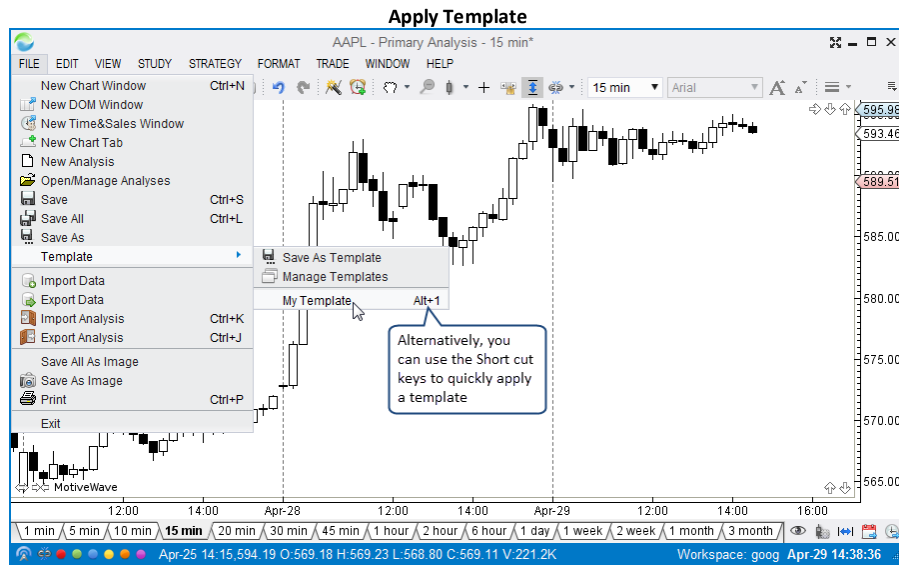 Apply Template
AAPL - Primary Analysis - 15 min*
FILE EDIT VIEW STUDY STRATEGY FORMAT TRADE WINDOW HELP
15 min Arial
New Chart Window Ctrl+N
New DOM Window
New Time&Sales Window
New Chart Tab
New Analysis
Open/Manage Analyses
Save Ctrl+S
Save All Ctrl+L
Save As
Template
Save As Template
Manage Templates
My Template Alt+1
Import Data
Export Data
Import Analysis Ctrl+K
Export Analysis Ctrl+J
Save All As Image
Save As Image
Print Ctrl+P
Exit
Alternatively, you
can use the Short cut
keys to quickly apply
a template
595.98
593.46
589.51
585.00
580.00
575.00
570.00
565.00
MotiveWave
12:00 14:00 Apr-28 12:00 14:00 Apr-29 12:00 14:00 16:00
1 min 5 min 10 min 15 min 20 min 30 min 45 min 1 hour 2 hour 6 hour 1 day 1 week 2 week 1 month 3 month
Apr-25 14:15,594.19 O:569.18 H:569.23 L:568.80 C:569.11 V:221.2K Workspace: goog Apr-29 14:38:36